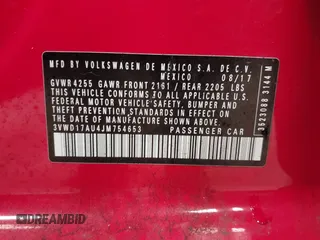 MFD. BY VOLKSWAGEN DE MEXICO S.A. DE C.V.
MEXICO 08/17
GVWR 4255 GAWR FRONT 2161 / REAR 2205 LBS
THIS VEHICLE CONFORMS TO ALL APPLICABLE
FEDERAL MOTOR VEHICLE SAFETY, BUMPER AND
THEFT PREVENTION STANDARDS IN EFFECT ON THE
DATE OF MANUFACTURE SHOWN ABOVE.
3VWD17AU4JM754653 PASSENGER CAR
3523088 3144 M
DREAMBID